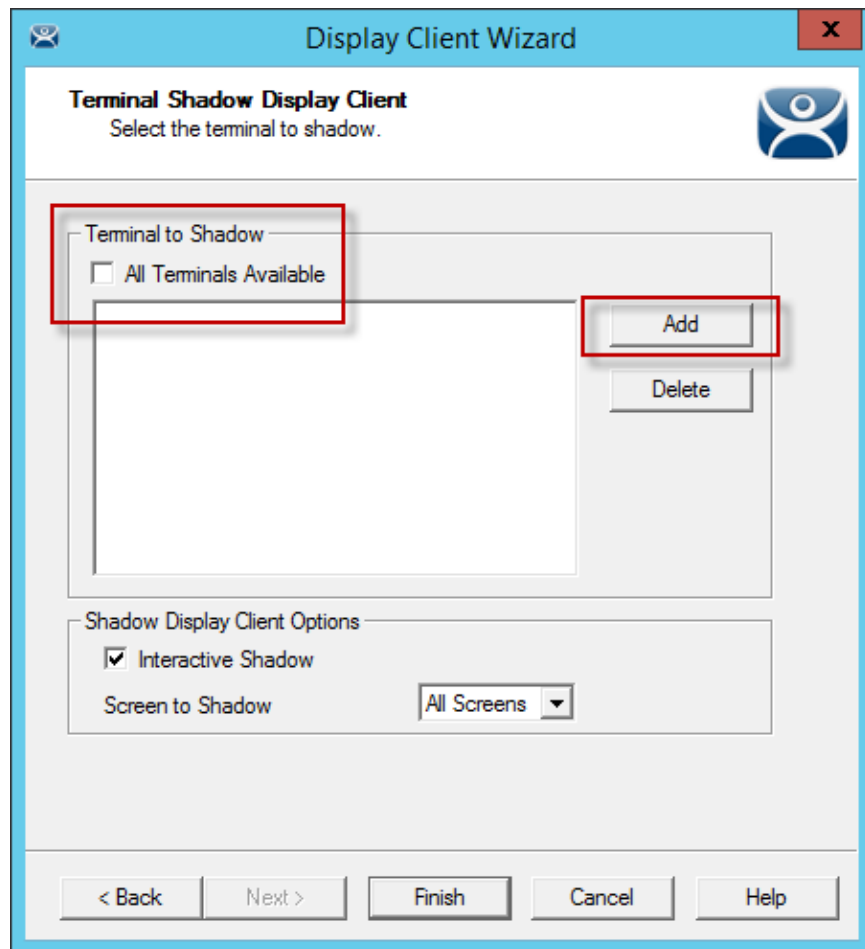 Display Client Wizard
x
Terminal Shadow Display Client
Select the terminal to shadow.
Terminal to Shadow
All Terminals Available
Add
Delete
Shadow Display Client Options
Interactive Shadow
Screen to Shadow All Screens
< Back Next > Finish Cancel Help